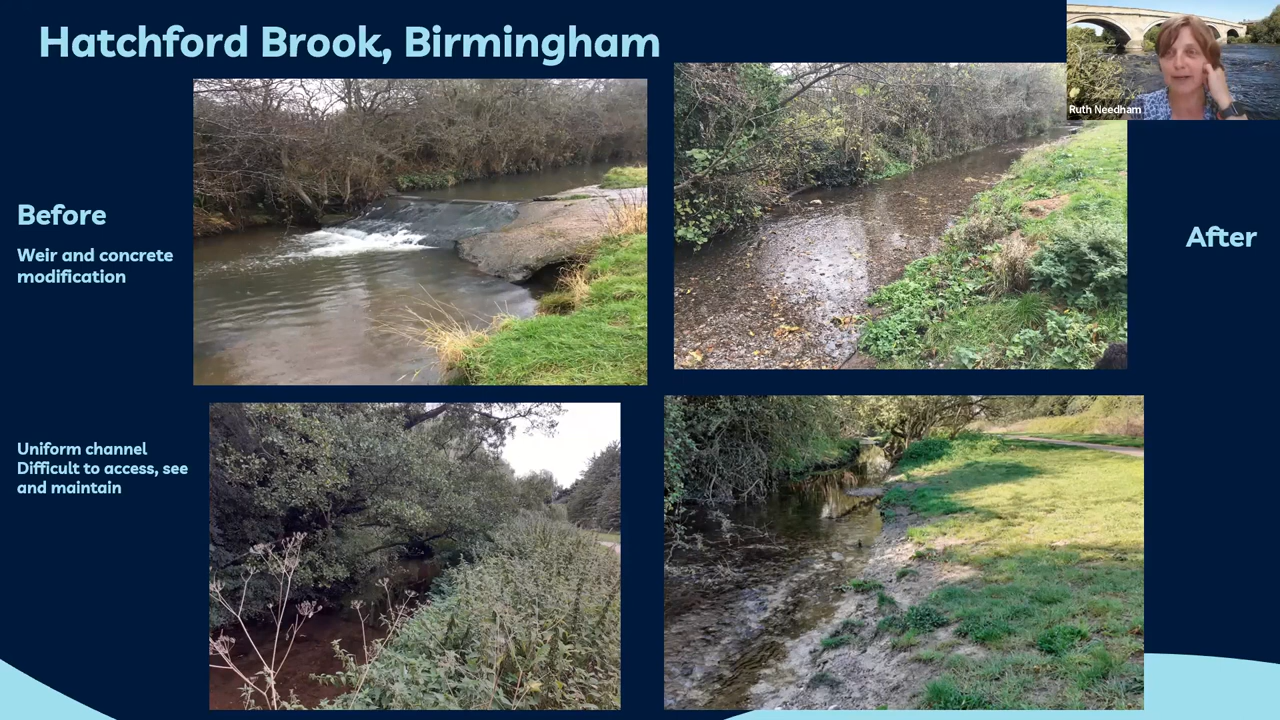 Hatchford Brook, Birmingham
Ruth Needham
Before
Weir and concrete
modification
After
Uniform channel
Difficult to access, see
and maintain